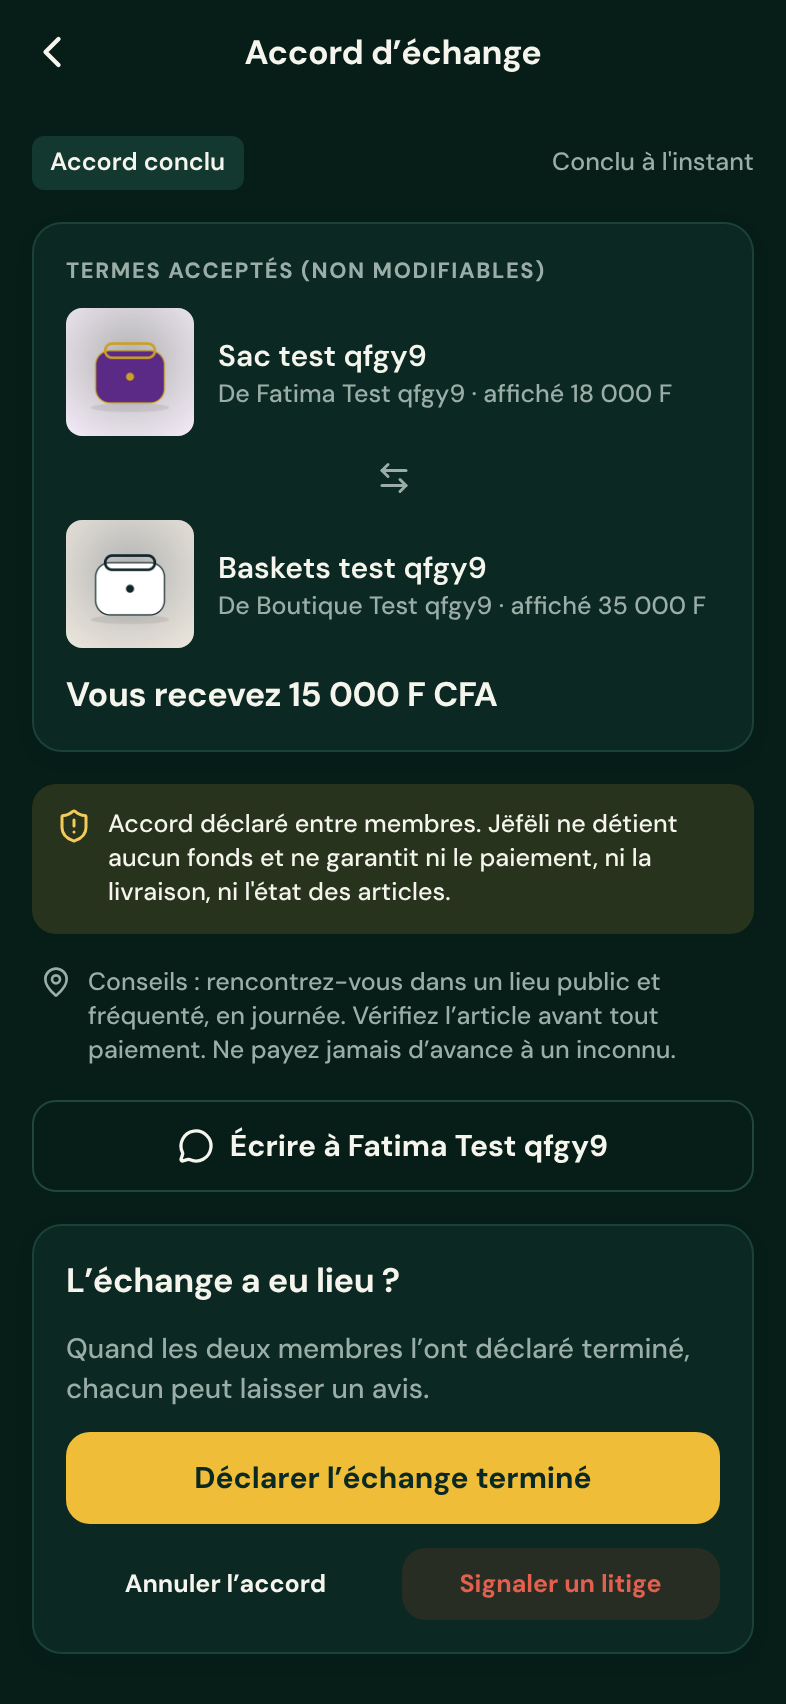 Accord d’échange
Accord conclu
Conclu à l'instant
TERMES ACCEPTÉS (NON MODIFIABLES)
Sac test qfgy9
De Fatima Test qfgy9 · affiché 18 000 F
Baskets test qfgy9
De Boutique Test qfgy9 · affiché 35 000 F
Vous recevez 15 000 F CFA
Accord déclaré entre membres. Jëfëli ne détient
aucun fonds et ne garantit ni le paiement, ni la
livraison, ni l'état des articles.
Conseils : rencontrez-vous dans un lieu public et
fréquenté, en journée. Vérifiez l’article avant tout
paiement. Ne payez jamais d’avance à un inconnu.
Écrire à Fatima Test qfgy9
L’échange a eu lieu ?
Quand les deux membres l’ont déclaré terminé,
chacun peut laisser un avis.
Déclarer l’échange terminé
Annuler l’accord
Signaler un litige